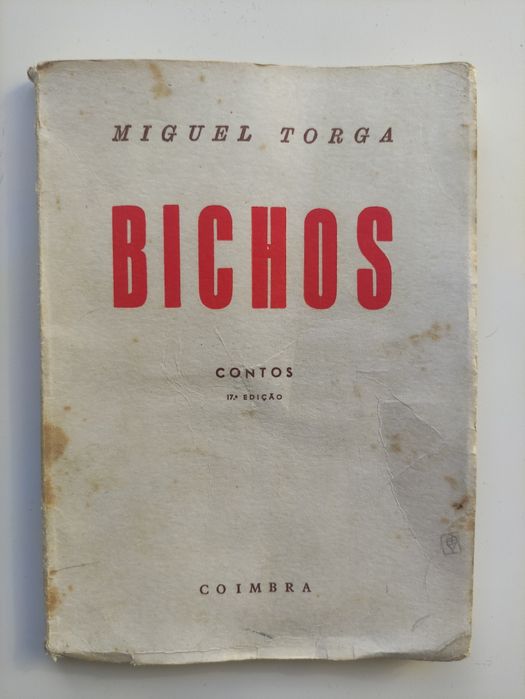 MIGUEL TORGA
BICHOS
CONTOS
17.ª EDIÇÃO
COIMBRA